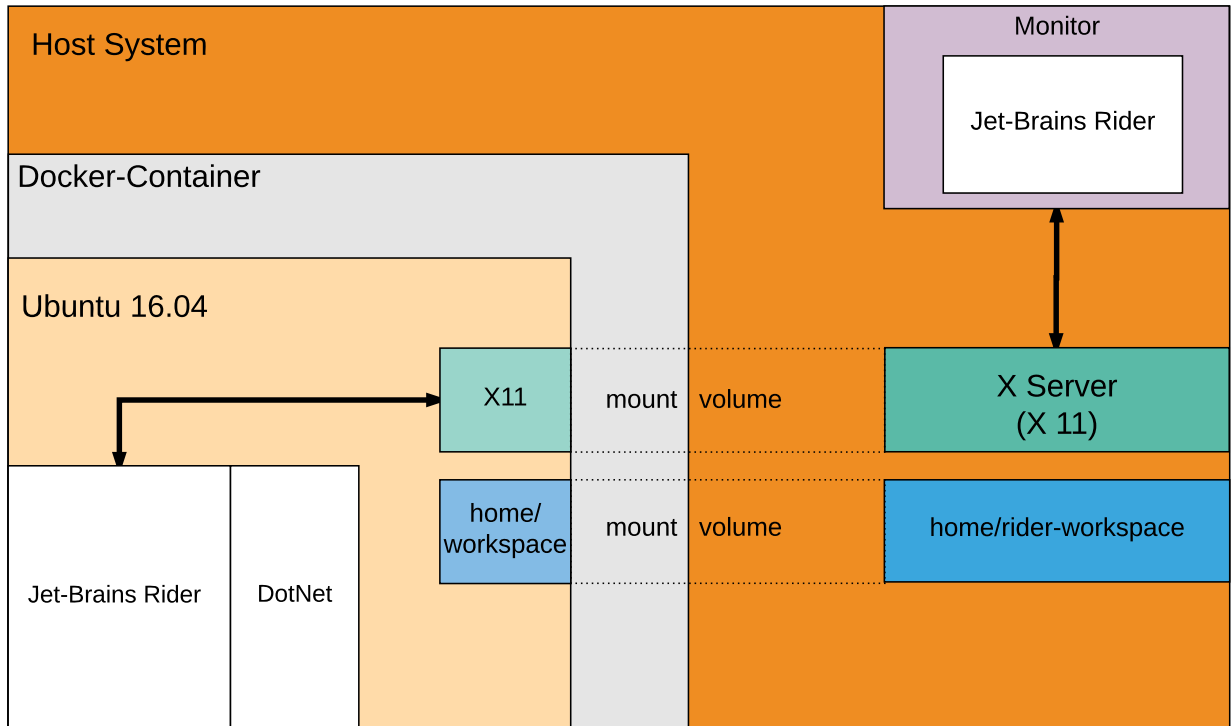 Host System
Monitor
Jet-Brains Rider
Docker-Container
Ubuntu 16.04
X11
mount volume
X Server
(X 11)
home/
workspace
mount volume
home/rider-workspace
Jet-Brains Rider
DotNet